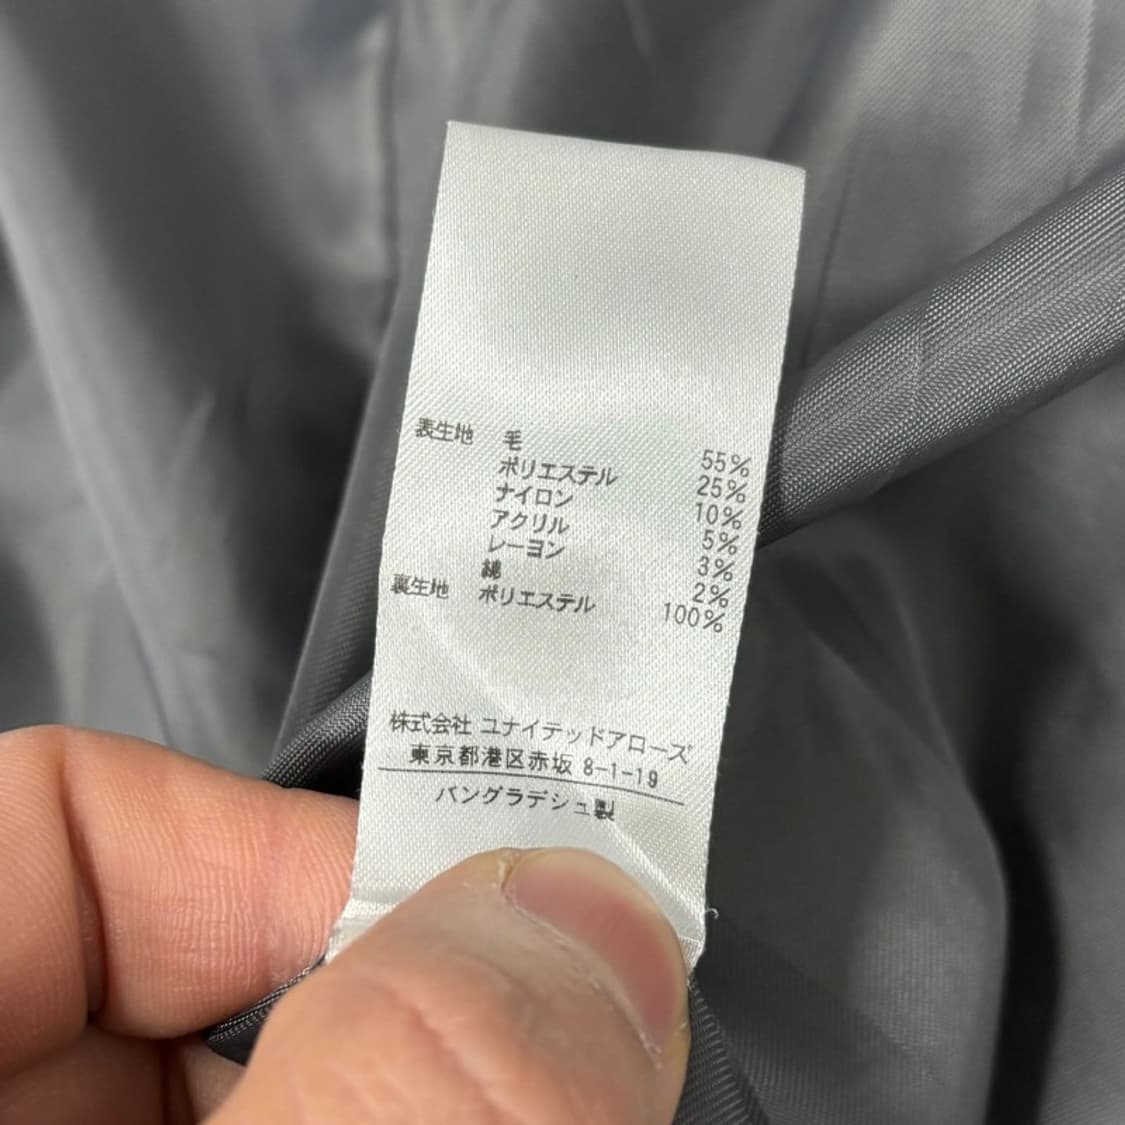 表生地 毛 55%
ポリエステル 25%
ナイロン 10%
アクリル 5%
レーヨン 3%
綿 2%
裏生地 ポリエステル 100%
株式会社 ユナイテッドアローズ
東京都港区赤坂 8-1-19
バングラデシュ製